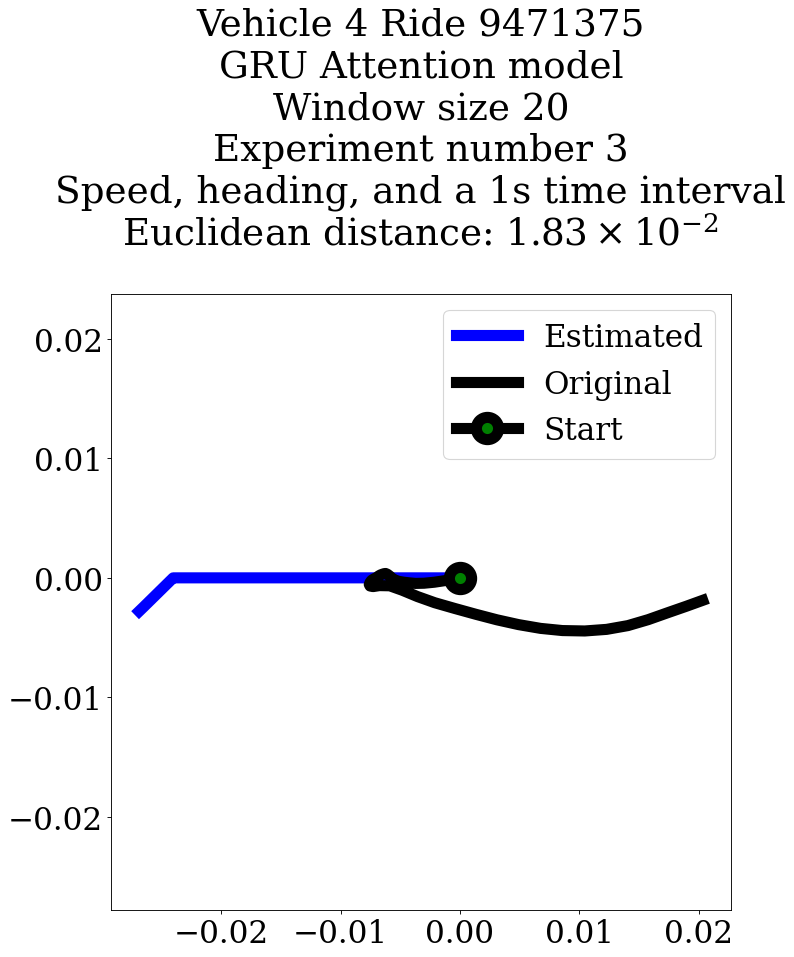 Vehicle 4 Ride 9471375
GRU Attention model
Window size 20
Experiment number 3
Speed, heading, and a 1s time interval
Euclidean distance: 1.83 × 10⁻²
Estimated
Original
Start
0.02
0.01
0.00
−0.01
−0.02
−0.02 −0.01 0.00 0.01 0.02